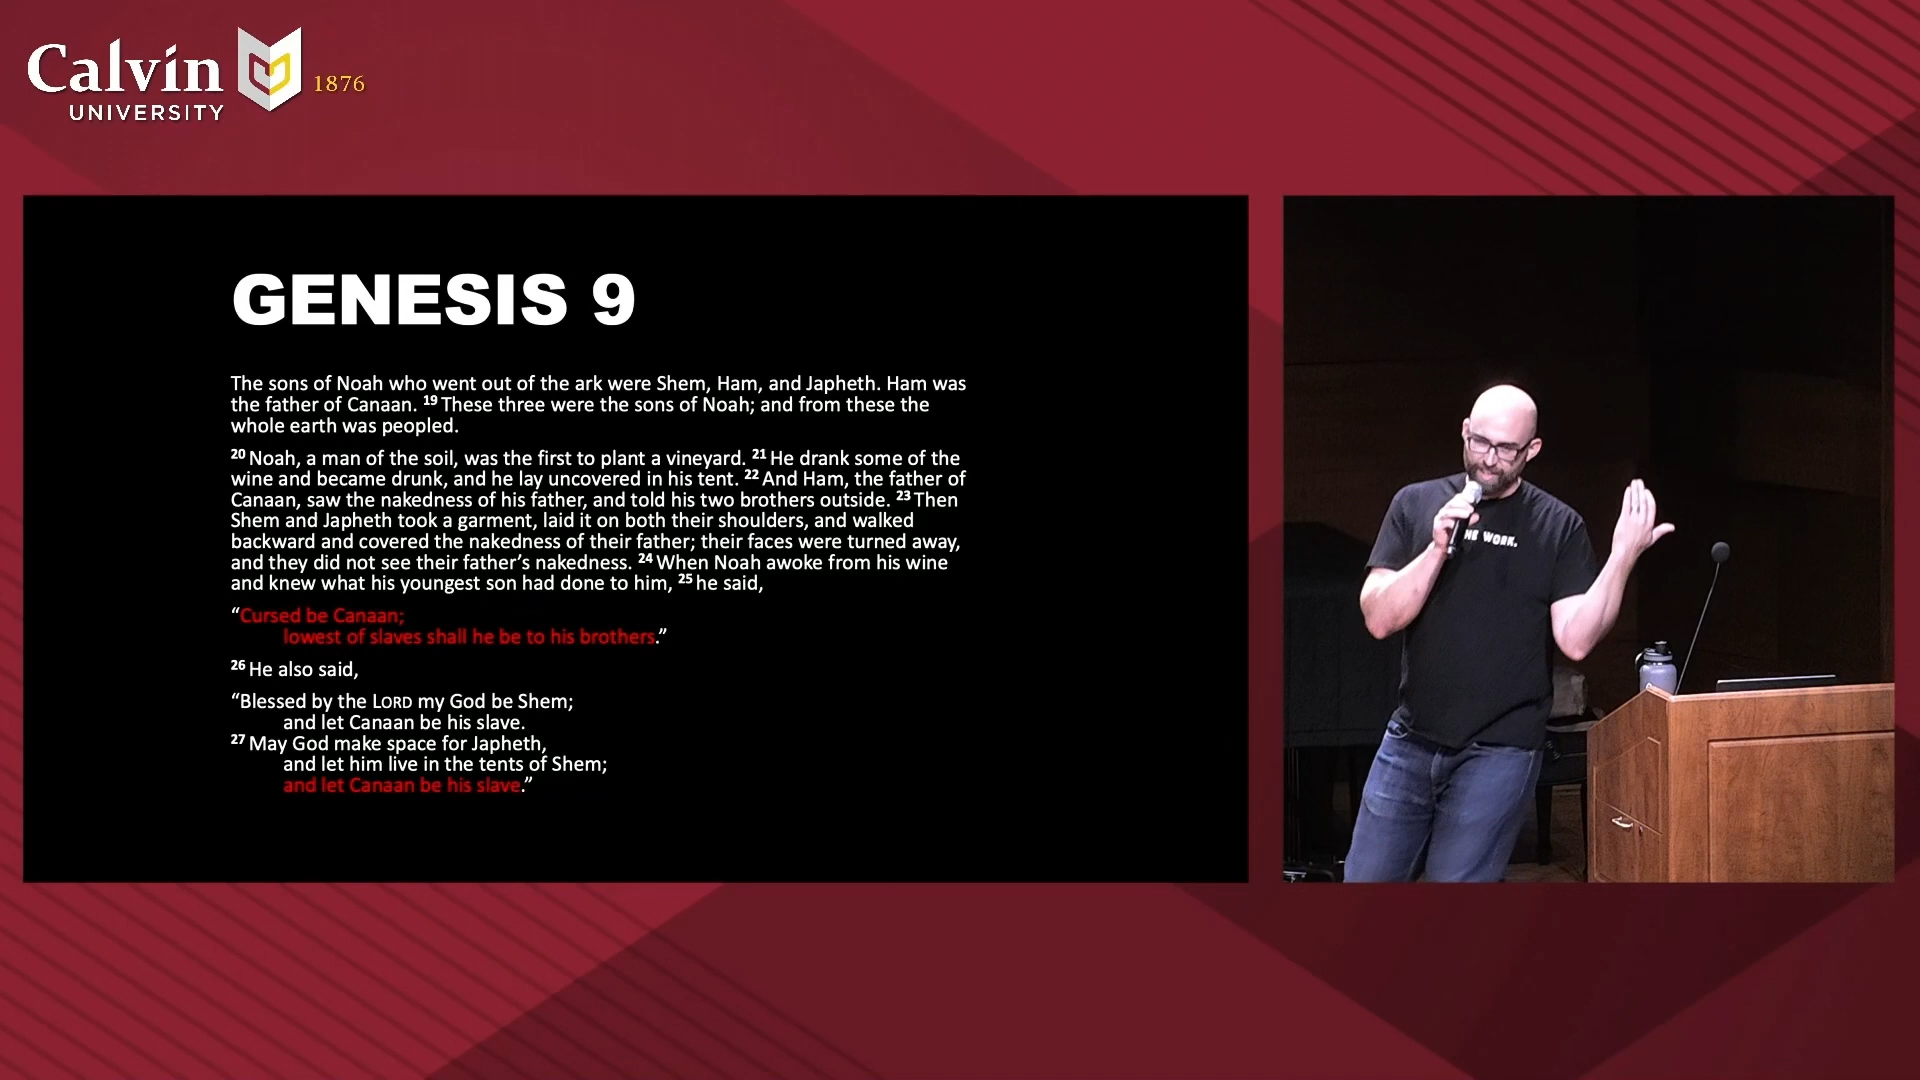 Calvin
UNIVERSITY
1876
GENESIS 9
The sons of Noah who went out of the ark were Shem, Ham, and Japheth. Ham was
the father of Canaan. 19 These three were the sons of Noah; and from these the
whole earth was peopled.
20 Noah, a man of the soil, was the first to plant a vineyard. 21 He drank some of the
wine and became drunk, and he lay uncovered in his tent. 22 And Ham, the father of
Canaan, saw the nakedness of his father, and told his two brothers outside. 23 Then
Shem and Japheth took a garment, laid it on both their shoulders, and walked
backward and covered the nakedness of their father; their faces were turned away,
and they did not see their father’s nakedness. 24 When Noah awoke from his wine
and knew what his youngest son had done to him, 25 he said,
“Cursed be Canaan;
lowest of slaves shall he be to his brothers.”
26 He also said,
“Blessed by the LORD my God be Shem;
and let Canaan be his slave.
27 May God make space for Japheth,
and let him live in the tents of Shem;
and let Canaan be his slave.”
WORK.